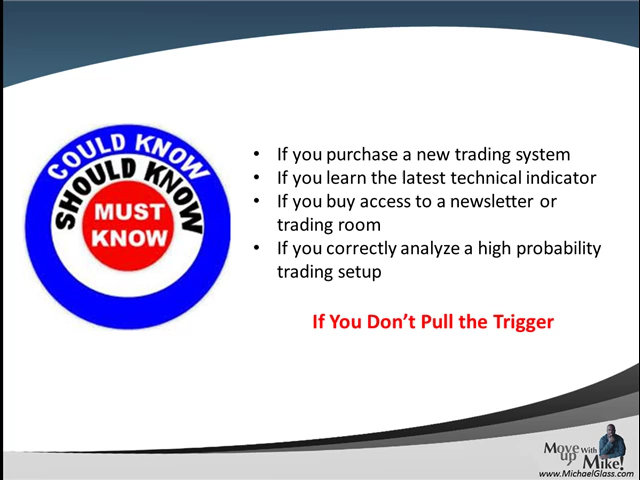 COULD KNOW
SHOULD KNOW
MUST
KNOW
• If you purchase a new trading system
• If you learn the latest technical indicator
• If you buy access to a newsletter or
trading room
• If you correctly analyze a high probability
trading setup
If You Don’t Pull the Trigger
Move With
up Mike!
www.MichaelGlass.com